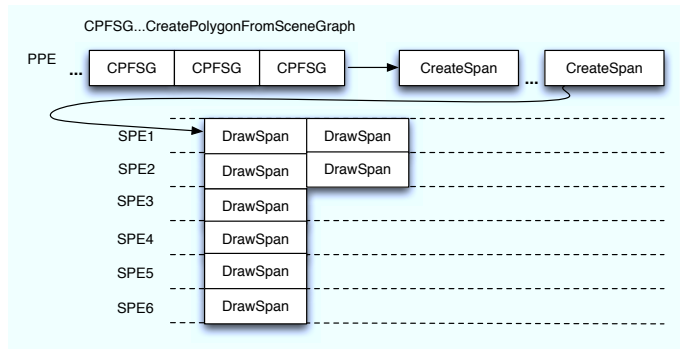 CPFSG...CreatePolygonFromSceneGraph
PPE ... CPFSG CPFSG CPFSG CreateSpan ... CreateSpan
SPE1 DrawSpan DrawSpan
SPE2 DrawSpan DrawSpan
SPE3 DrawSpan
SPE4 DrawSpan
SPE5 DrawSpan
SPE6 DrawSpan